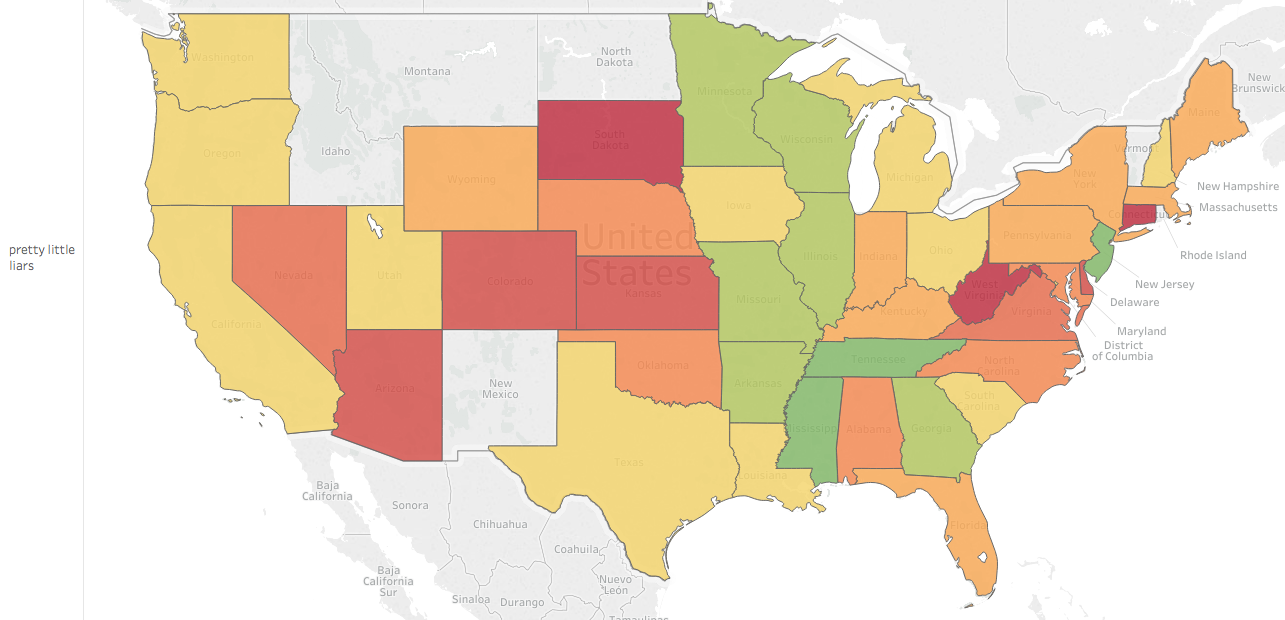 pretty little
liars
Washington
Montana
North
Dakota
Minnesota
Oregon
Idaho
South
Dakota
Wisconsin
Wyoming
Michigan
Vermont
Maine
New
Brunswick
New
York
New Hampshire
Massachusetts
Connecticut
Rhode Island
Iowa
United
States
Nevada
Utah
Colorado
Kansas
Illinois
Indiana
Ohio
Pennsylvania
New Jersey
Delaware
Maryland
District
of Columbia
West
Virginia
Virginia
California
Missouri
Kentucky
Arizona
New
Mexico
Oklahoma
Arkansas
Tennessee
North
Carolina
South
Carolina
Mississippi
Alabama
Georgia
Texas
Louisiana
Florida
Baja
California
Sonora
Chihuahua
Coahuila
Baja
California
Sur
Sinaloa
Durango
Nuevo
León
Tamaulipas